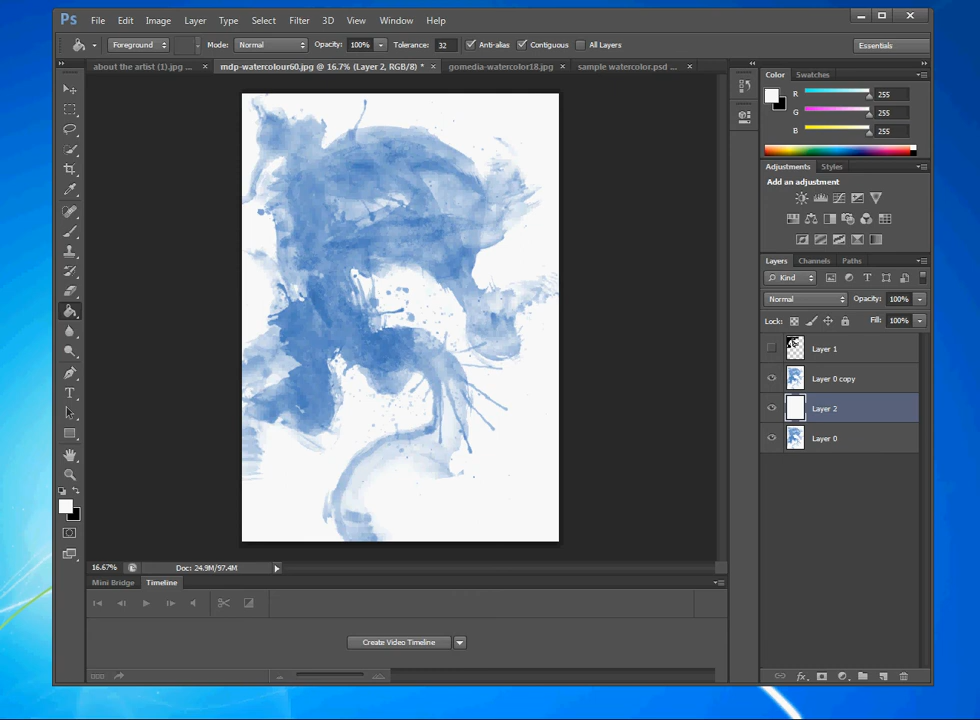 Ps File Edit Image Layer Type Select Filter 3D View Window Help
Foreground Mode: Normal Opacity: 100% Tolerance: 32 Anti-alias Contiguous All Layers Essentials
about the artist (1).jpg ... × mdp-watercolour60.jpg @ 16.7% (Layer 2, RGB/8) * × gomedia-watercolor18.jpg × sample watercolor.psd ... ×
Color Swatches
R 255
G 255
B 255
Adjustments Styles
Add an adjustment
Layers Channels Paths
Kind
Normal Opacity: 100%
Lock: Fill: 100%
Layer 1
Layer 0 copy
Layer 2
Layer 0
16.67% Doc: 24.9M/97.4M
Mini Bridge Timeline
Create Video Timeline
fx